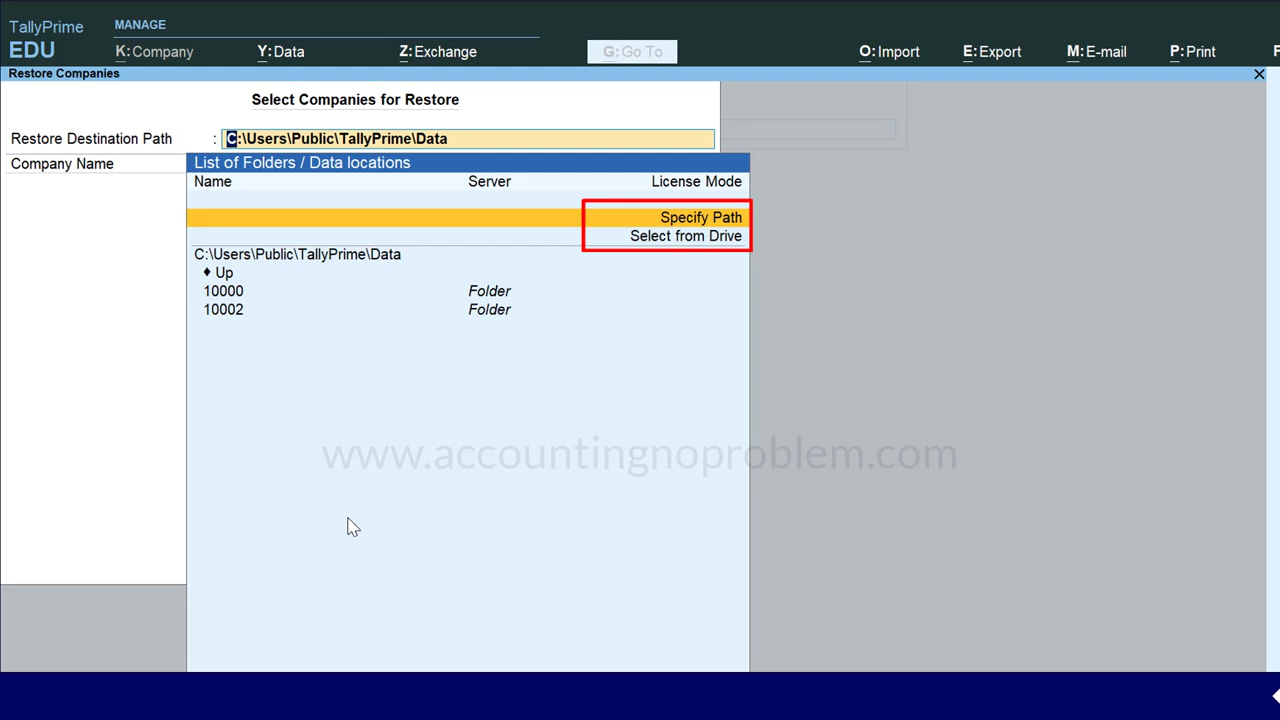 TallyPrime
MANAGE
EDU
K: Company
Y: Data
Z: Exchange
G: Go To
O: Import
E: Export
M: E-mail
P: Print
Restore Companies
Select Companies for Restore
Restore Destination Path : C:\Users\Public\TallyPrime\Data
Company Name
List of Folders / Data locations
Name Server License Mode
Specify Path
Select from Drive
C:\Users\Public\TallyPrime\Data
♦ Up
10000 Folder
10002 Folder
www.accountingnoproblem.com